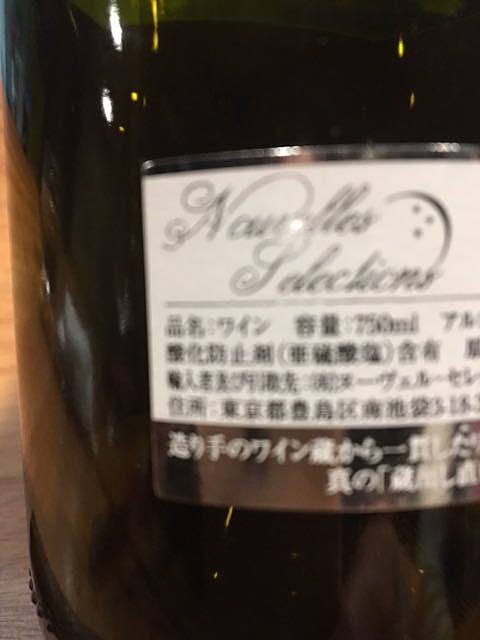 Nouvelles
Selections
品名:ワイン 容量:750ml アル
酸化防止剤(亜硫酸塩)含有
輸入者及び引取先:(有)ヌーヴェル・セレ
住所:東京都豊島区南池袋3-18-3
造り手のワイン蔵から一貫した
真の「蔵出し直